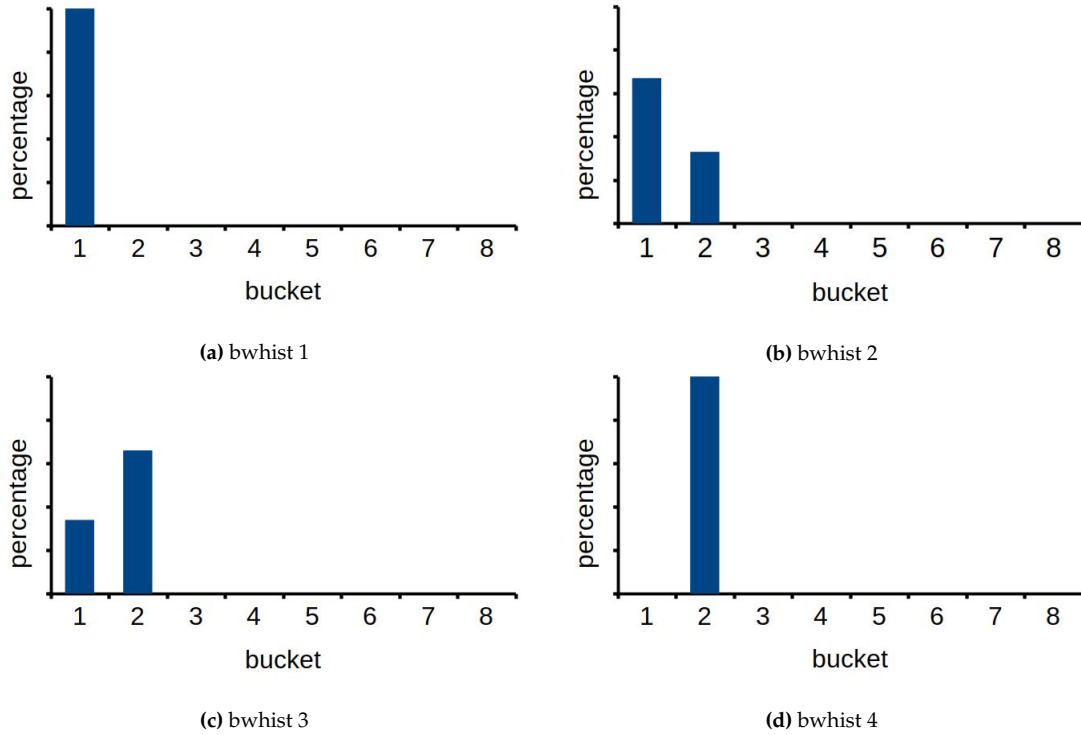 percentage
1 2 3 4 5 6 7 8
bucket
(a) bwhist 1
percentage
1 2 3 4 5 6 7 8
bucket
(b) bwhist 2
percentage
1 2 3 4 5 6 7 8
bucket
(c) bwhist 3
percentage
1 2 3 4 5 6 7 8
bucket
(d) bwhist 4